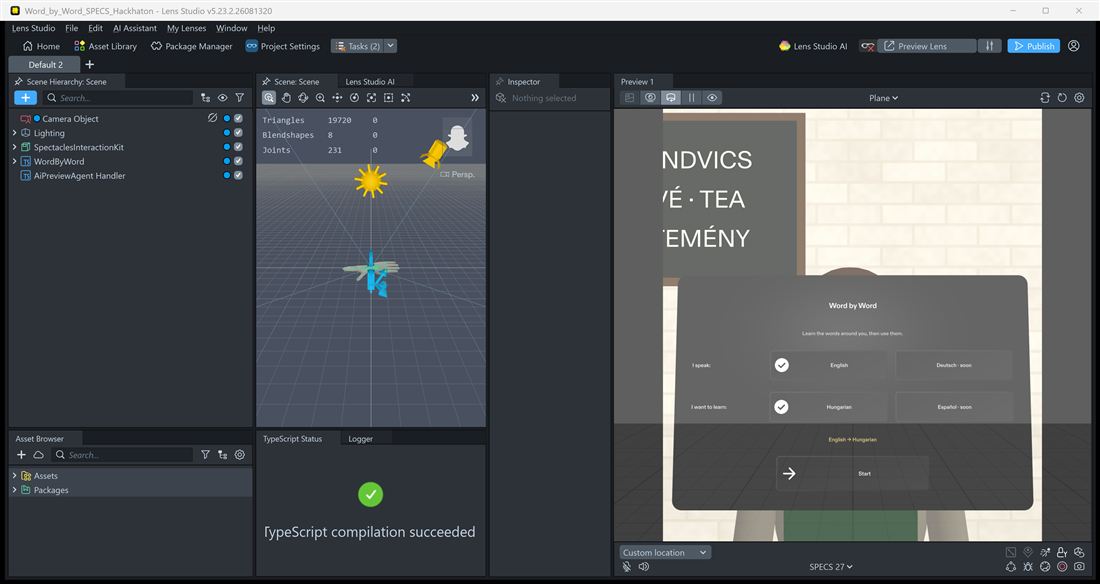 Word_by_Word_SPECS_Hackhaton - Lens Studio v5.23.2.26081320
Lens Studio File Edit AI Assistant My Lenses Window Help
Home Asset Library Package Manager Project Settings Tasks (2) Lens Studio AI Preview Lens Publish
Default 2
Scene Hierarchy: Scene
Search...
Camera Object
Lighting
SpectaclesInteractionKit
WordByWord
AiPreviewAgent Handler
Asset Browser
Search...
Assets
Packages
Scene: Scene Lens Studio AI
Triangles 19720 0
Blendshapes 8 0
Joints 231 0
Persp.
TypeScript Status Logger
TypeScript compilation succeeded
Inspector
Nothing selected
Preview 1
Plane
NDVICS
VÉ · TEA
TEMÉNY
Word by Word
Learn the words around you, then use them.
I speak: English Deutsch · soon
I want to learn: Hungarian Español · soon
English → Hungarian
Start
Custom location
SPECS 27